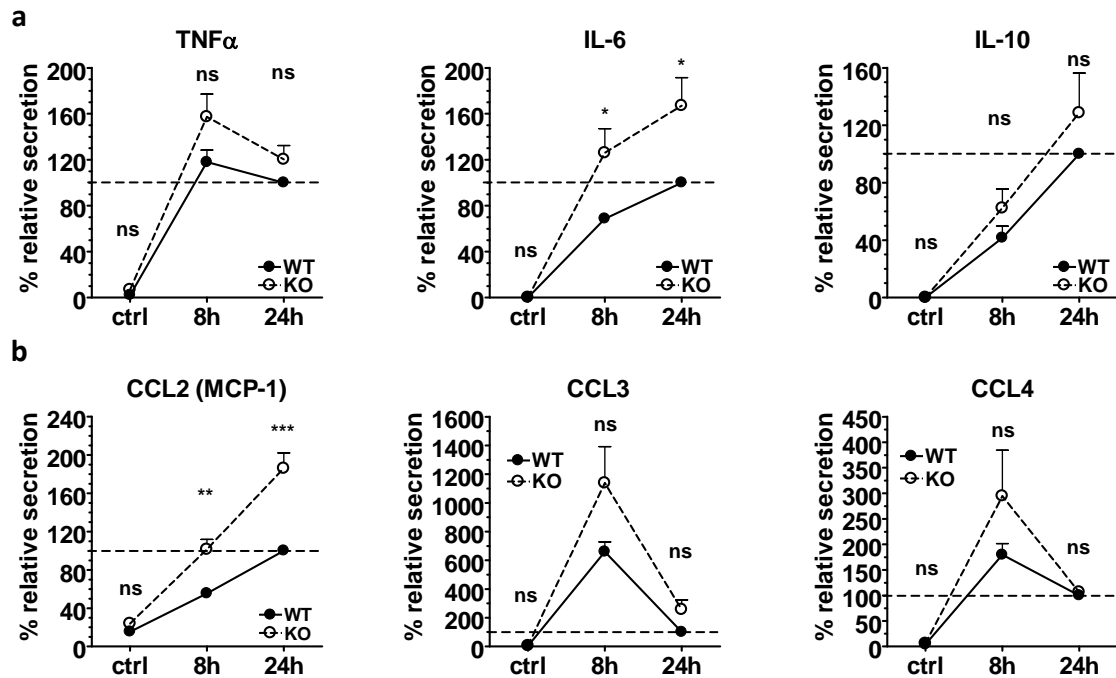 a
TNFα
% relative secretion
200
160
120
80
40
0
ns
ns
ns
WT
KO
ctrl 8h 24h
IL-6
% relative secretion
200
160
120
80
40
0
ns
*
*
WT
KO
ctrl 8h 24h
IL-10
% relative secretion
160
120
80
40
0
ns
ns
ns
WT
KO
ctrl 8h 24h
b
CCL2 (MCP-1)
% relative secretion
240
200
160
120
80
40
0
ns
**
***
WT
KO
ctrl 8h 24h
CCL3
% relative secretion
1600
1400
1200
1000
800
600
400
200
0
WT
KO
ns
ns
ns
ctrl 8h 24h
CCL4
% relative secretion
450
400
350
300
250
200
150
100
50
0
WT
KO
ns
ns
ns
ctrl 8h 24h